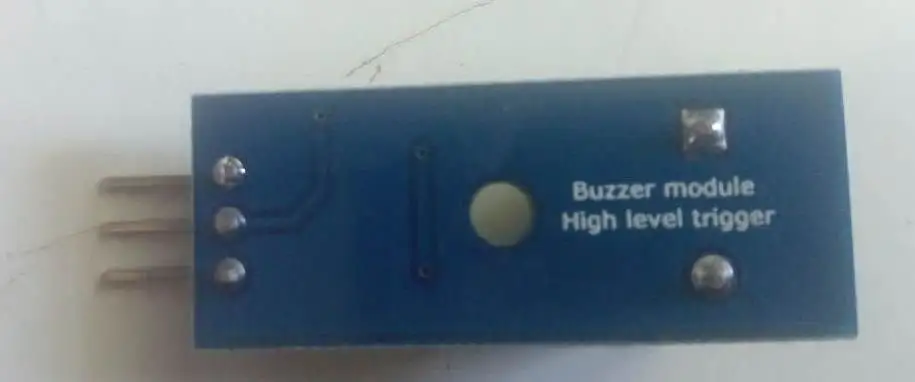 Buzzer module
High level trigger